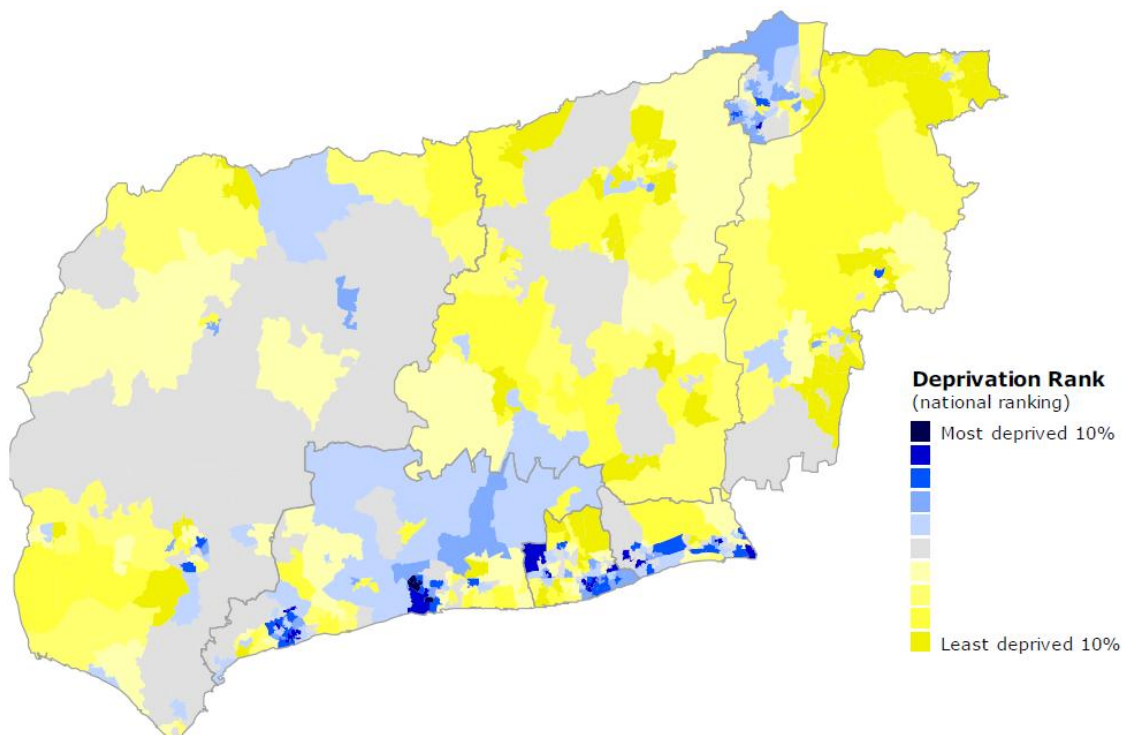 Deprivation Rank
(national ranking)
Most deprived 10%
Least deprived 10%